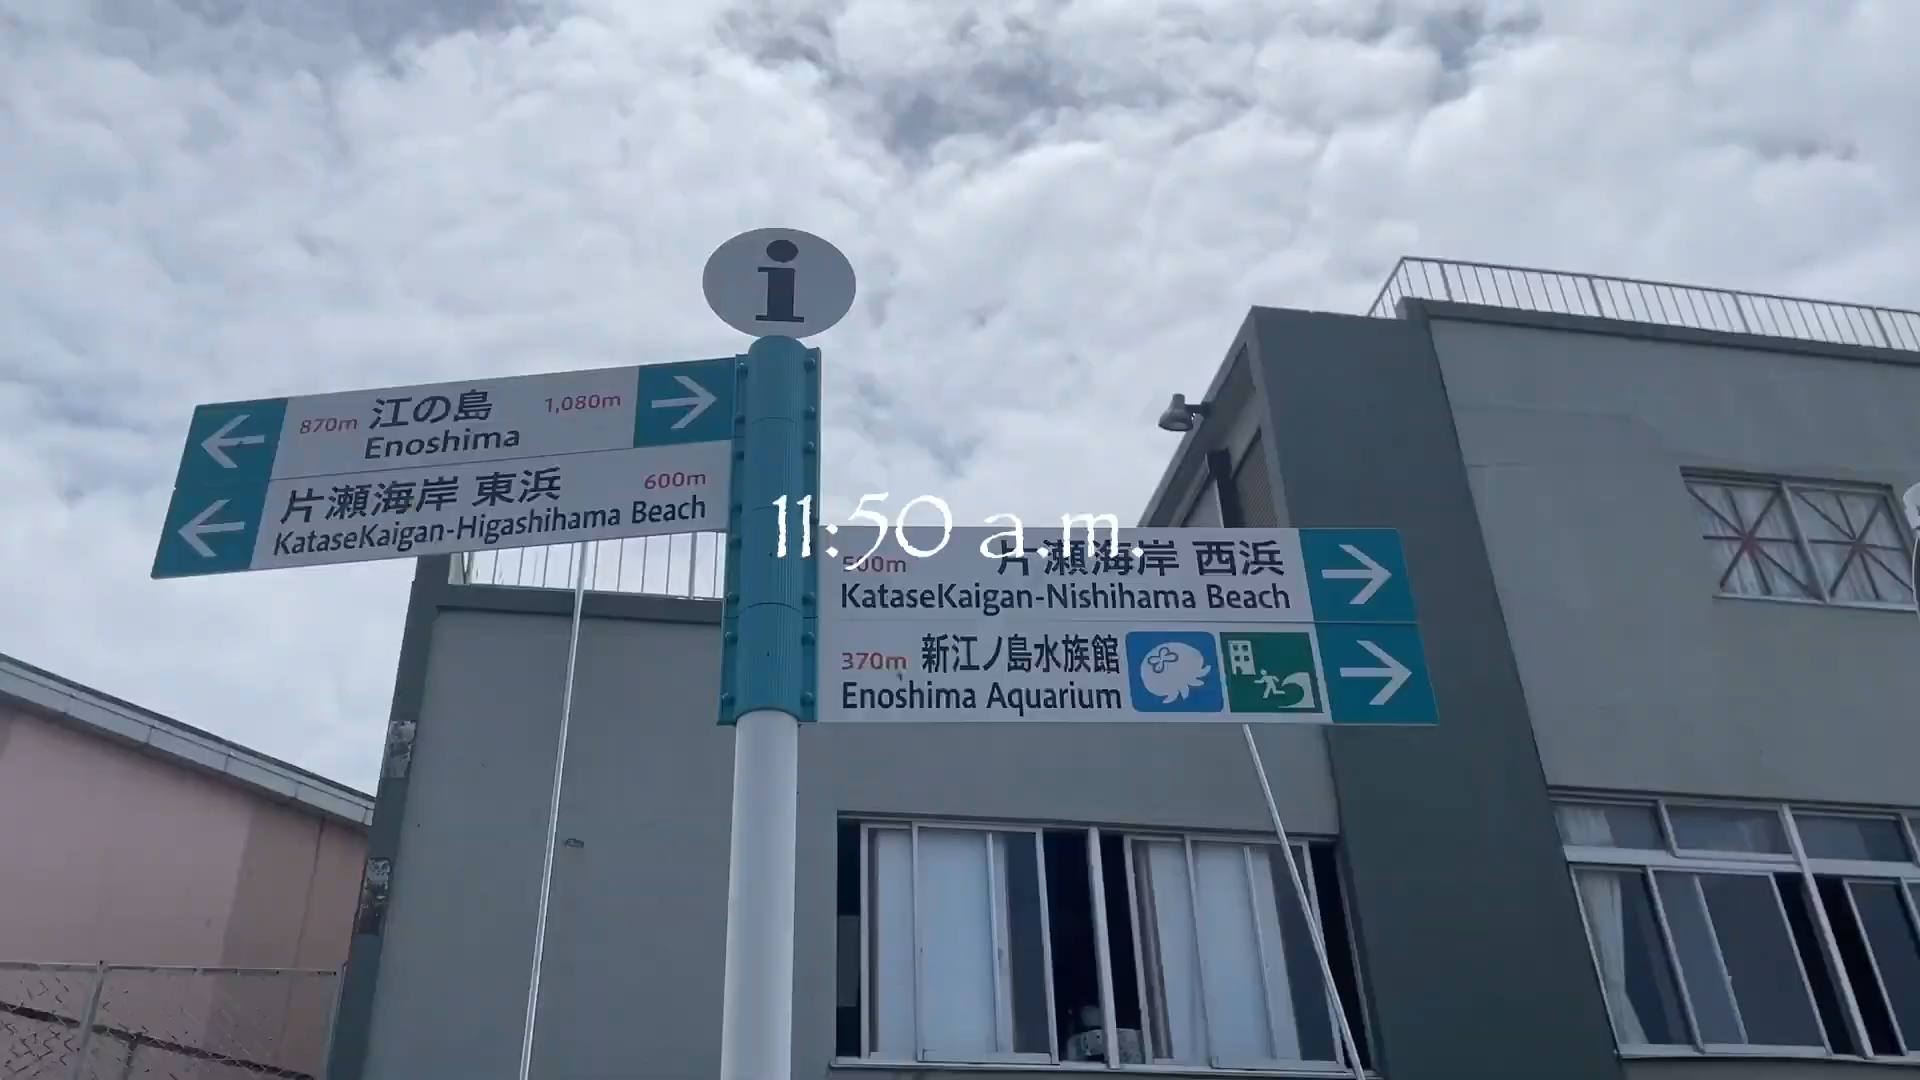 i
870m 江の島 1,080m
Enoshima
片瀬海岸 東浜 600m
KataseKaigan-Higashihama Beach
11:50 a.m.
500m 片瀬海岸 西浜
KataseKaigan-Nishihama Beach
370m 新江ノ島水族館
Enoshima Aquarium